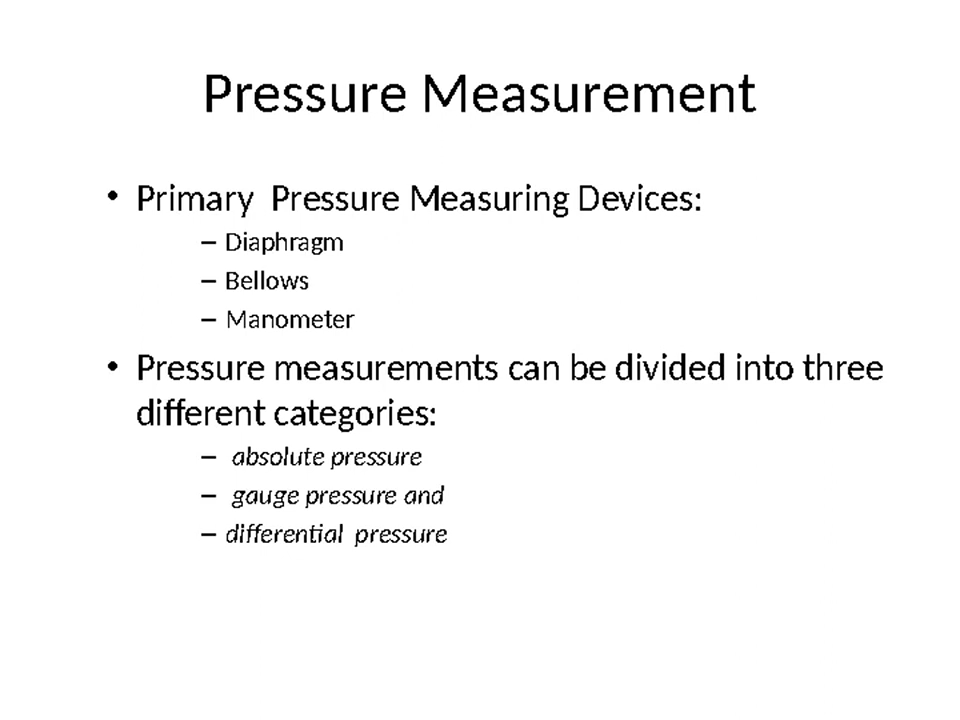 Pressure Measurement
• Primary  Pressure Measuring Devices:
– Diaphragm
– Bellows
– Manometer
• Pressure measurements can be divided into three
different categories:
– absolute pressure
– gauge pressure and
– differential  pressure